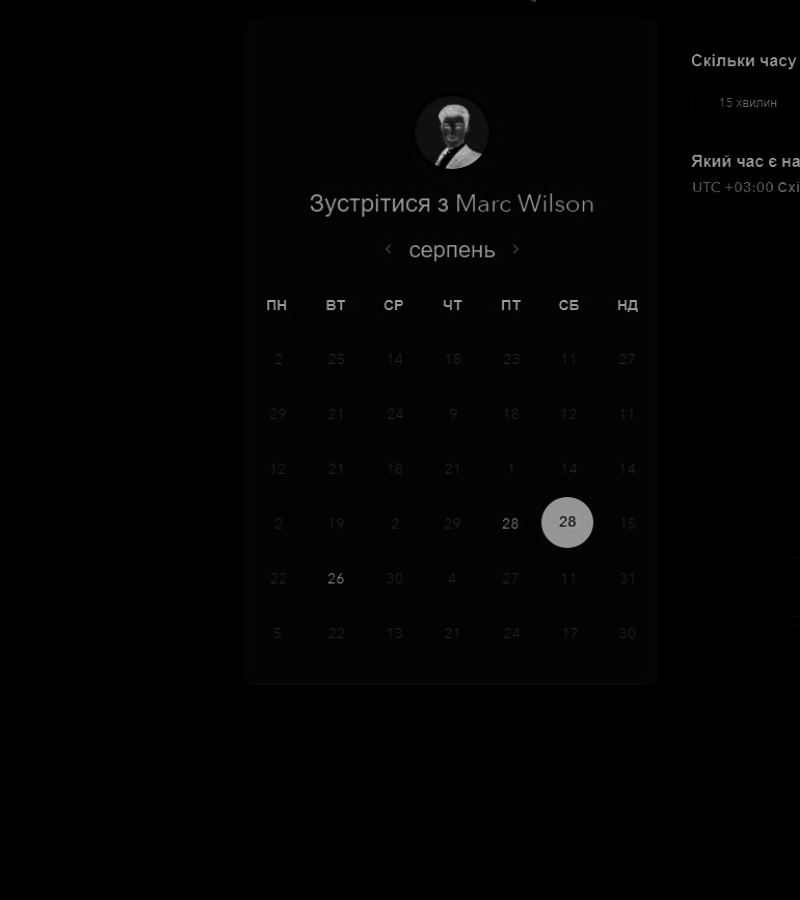 Зустрітися з Marc Wilson
серпень
ПН ВТ СР ЧТ ПТ СБ НД
2 25 14 18 23 11 27
29 21 24 9 18 12 11
12 21 18 21 1 14 14
2 19 2 29 28 28 15
22 26 30 4 27 11 31
5 22 13 21 24 17 30
Скільки часу
15 хвилин
Який час є на
UTC +03:00 Схі